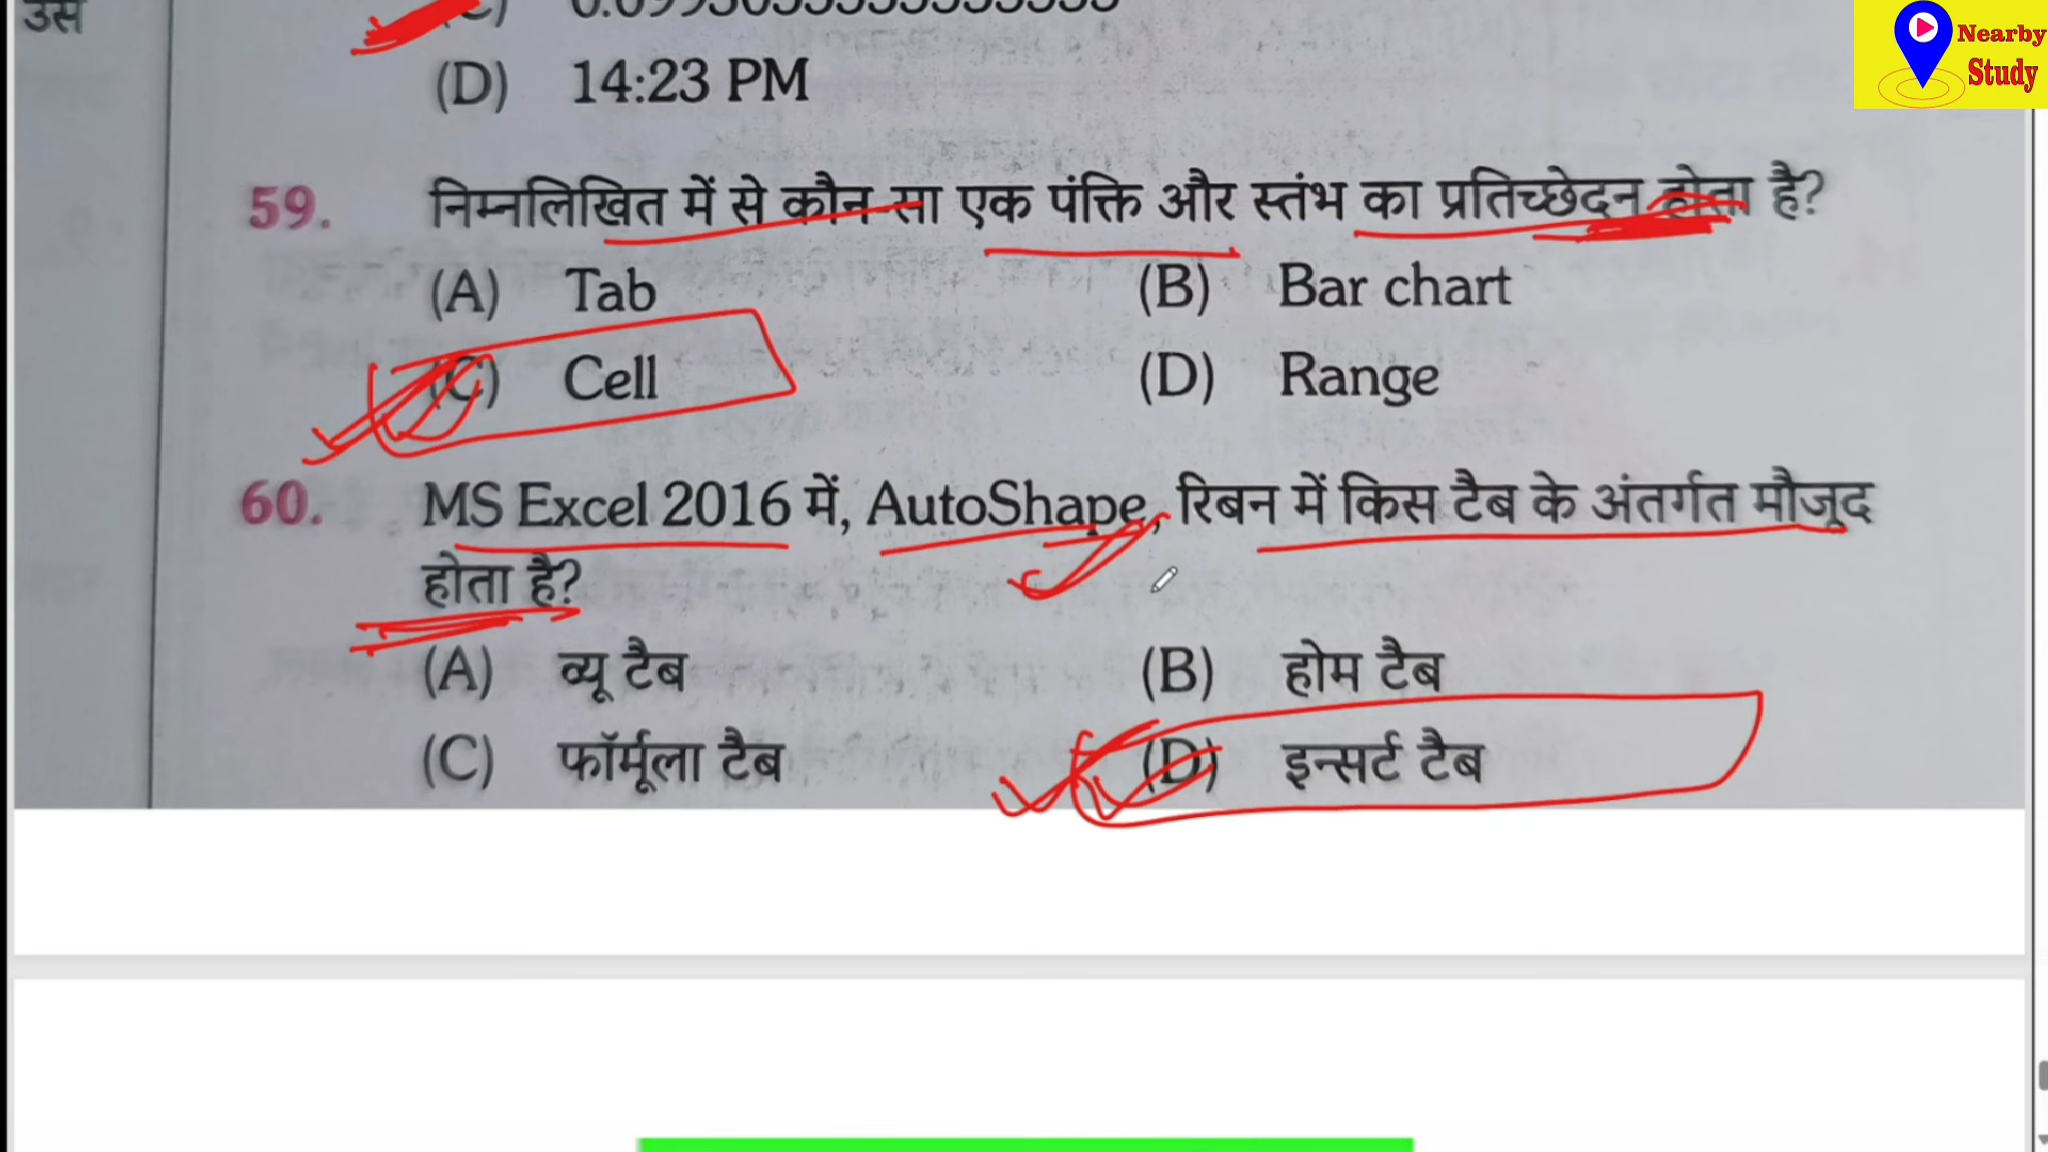 उस
Nearby
Study
(D) 14:23 PM
59. निम्नलिखित में से कौन सा एक पंक्ति और स्तंभ का प्रतिच्छेदन होता है?
(A) Tab (B) Bar chart
(C) Cell (D) Range
60. MS Excel 2016 में, AutoShape, रिबन में किस टैब के अंतर्गत मौजूद
होता है?
(A) व्यू टैब (B) होम टैब
(C) फॉर्मूला टैब (D) इन्सर्ट टैब